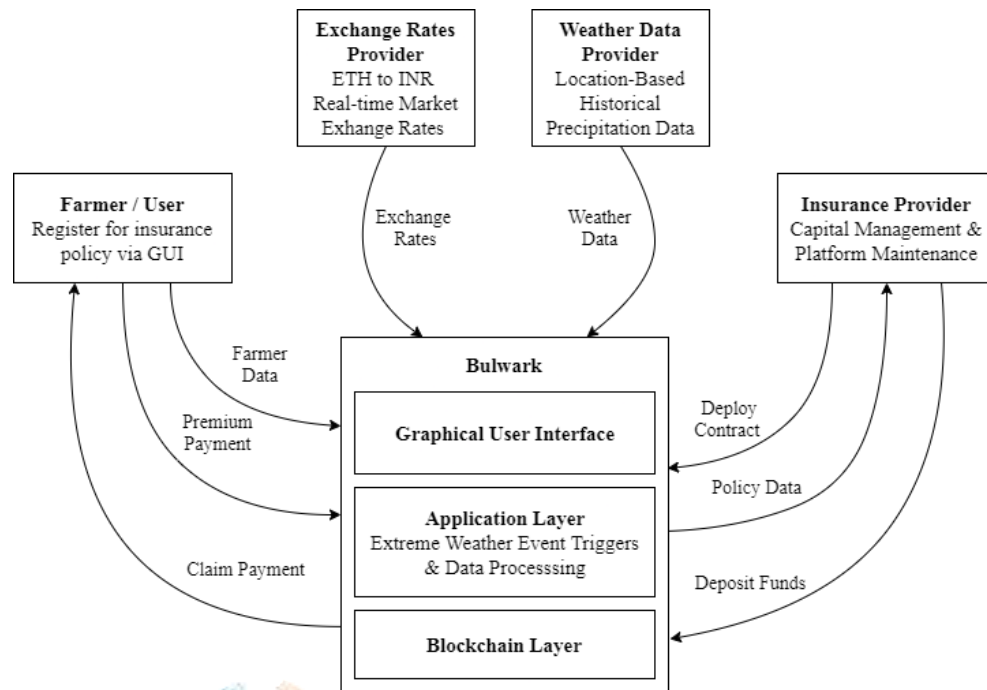 Exchange Rates
Provider
ETH to INR
Real-time Market
Exhange Rates
Weather Data
Provider
Location-Based
Historical
Precipitation Data
Farmer / User
Register for insurance
policy via GUI
Exchange
Rates
Weather
Data
Insurance Provider
Capital Management &
Platform Maintenance
Farmer
Data
Premium
Payment
Claim Payment
Bulwark
Graphical User Interface
Application Layer
Extreme Weather Event Triggers
& Data Processsing
Blockchain Layer
Deploy
Contract
Policy Data
Deposit Funds